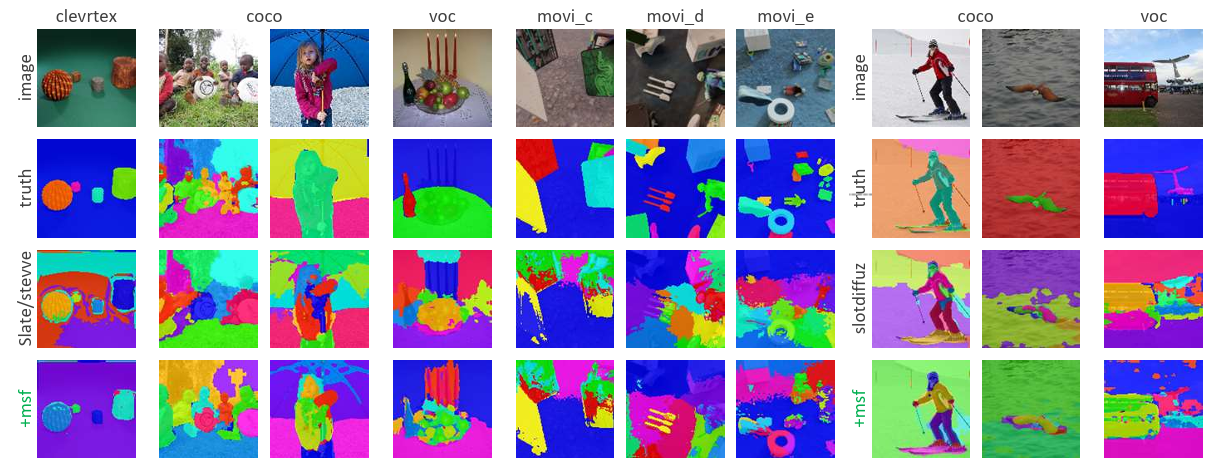 clevrtex coco voc movi_c movi_d movi_e coco voc
image image
truth truth
Slate/stevve slotdiffuz
+msf +msf